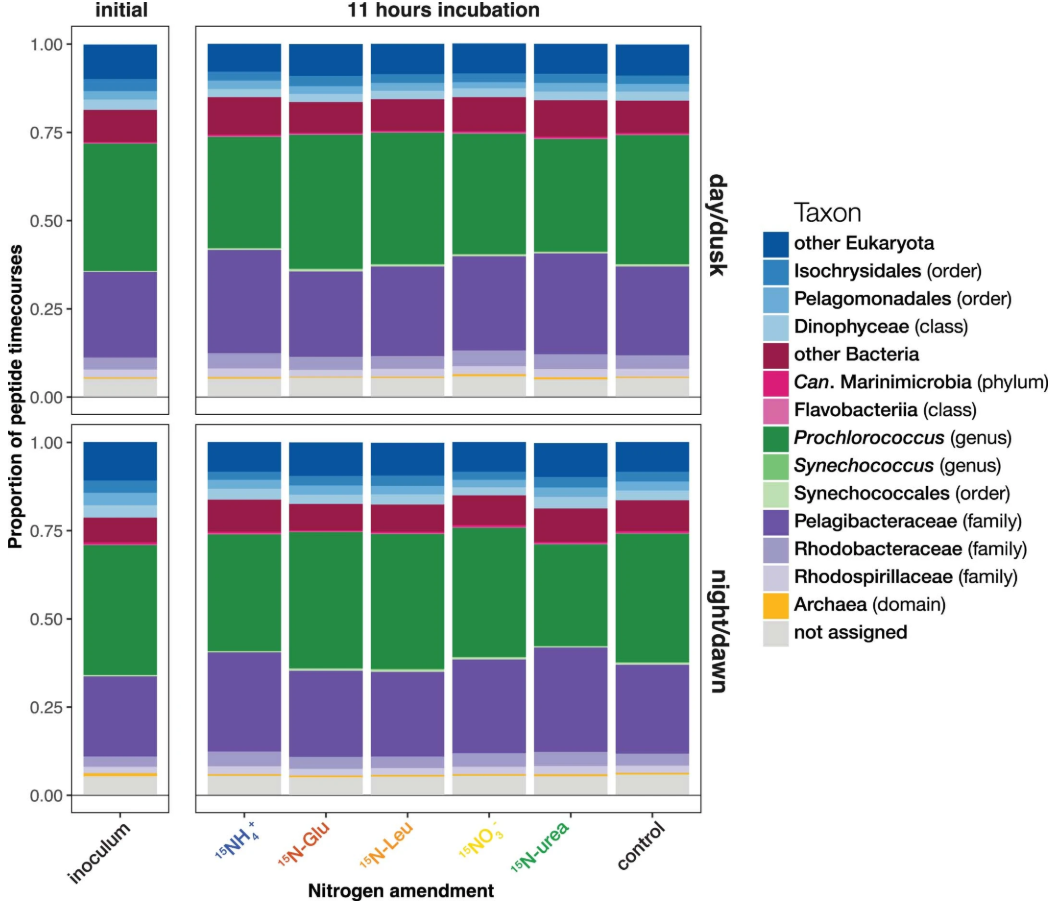 initial
11 hours incubation
Proportion of peptide timecourses
1.00
0.75
0.50
0.25
0.00
day/dusk
1.00
0.75
0.50
0.25
0.00
night/dawn
inoculum
¹⁵NH₄⁺
¹⁵N-Glu
¹⁵N-Leu
¹⁵NO₃⁻
¹⁵N-urea
control
Nitrogen amendment
Taxon
other Eukaryota
Isochrysidales (order)
Pelagomonadales (order)
Dinophyceae (class)
other Bacteria
Can. Marinimicrobia (phylum)
Flavobacteriia (class)
Prochlorococcus (genus)
Synechococcus (genus)
Synechococcales (order)
Pelagibacteraceae (family)
Rhodobacteraceae (family)
Rhodospirillaceae (family)
Archaea (domain)
not assigned